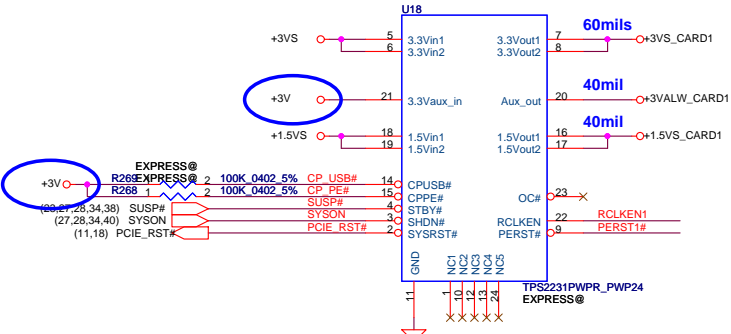 U18
60mils
+3VS 5 3.3Vin1 3.3Vout1 7 +3VS_CARD1
6 3.3Vin2 3.3Vout2 8
40mil
+3V 21 3.3Vaux_in Aux_out 20 +3VALW_CARD1
40mil
+1.5VS 18 1.5Vin1 1.5Vout1 16 +1.5VS_CARD1
19 1.5Vin2 1.5Vout2 17
EXPRESS@
+3V R269 EXPRESS@ 2 100K_0402_5% CP_USB# 14 CPUSB#
R268 1 2 100K_0402_5% CP_PE# 15 CPPE# OC# 23
(23,27,28,34,38) SUSP# SUSP# 4 STBY#
(27,28,34,40) SYSON SYSON 3 SHDN# RCLKEN 22 RCLKEN1
(11,18) PCIE_RST# PCIE_RST# 2 SYSRST# PERST# 9 PERST1#
GND NC1 NC2 NC3 NC4 NC5
11 1 10 12 13 24
TPS2231PWPR_PWP24
EXPRESS@